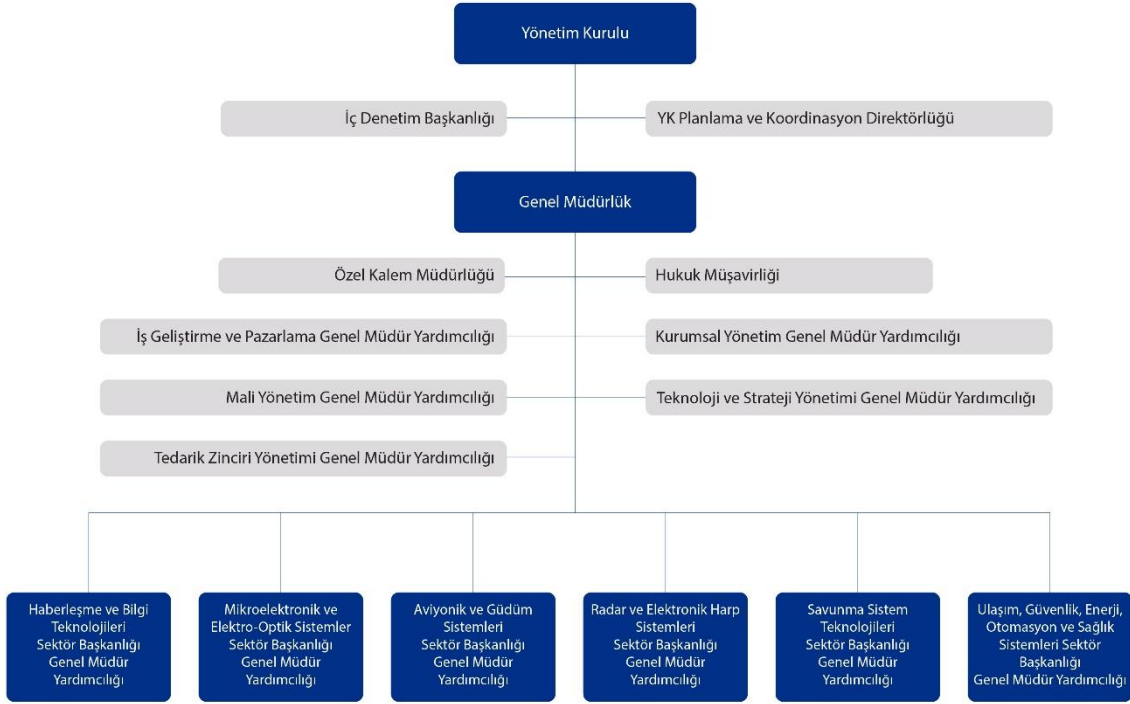 Yönetim Kurulu
İç Denetim Başkanlığı
YK Planlama ve Koordinasyon Direktörlüğü
Genel Müdürlük
Özel Kalem Müdürlüğü
Hukuk Müşavirliği
İş Geliştirme ve Pazarlama Genel Müdür Yardımcılığı
Kurumsal Yönetim Genel Müdür Yardımcılığı
Mali Yönetim Genel Müdür Yardımcılığı
Teknoloji ve Strateji Yönetimi Genel Müdür Yardımcılığı
Tedarik Zinciri Yönetimi Genel Müdür Yardımcılığı
Haberleşme ve Bilgi
Teknolojileri
Sektör Başkanlığı
Genel Müdür
Yardımcılığı
Mikroelektronik ve
Elektro-Optik Sistemler
Sektör Başkanlığı
Genel Müdür
Yardımcılığı
Aviyonik ve Güdüm
Sistemleri
Sektör Başkanlığı
Genel Müdür
Yardımcılığı
Radar ve Elektronik Harp
Sistemleri
Sektör Başkanlığı
Genel Müdür
Yardımcılığı
Savunma Sistem
Teknolojileri
Sektör Başkanlığı
Genel Müdür
Yardımcılığı
Ulaşım, Güvenlik, Enerji,
Otomasyon ve Sağlık
Sistemleri Sektör
Başkanlığı
Genel Müdür Yardımcılığı